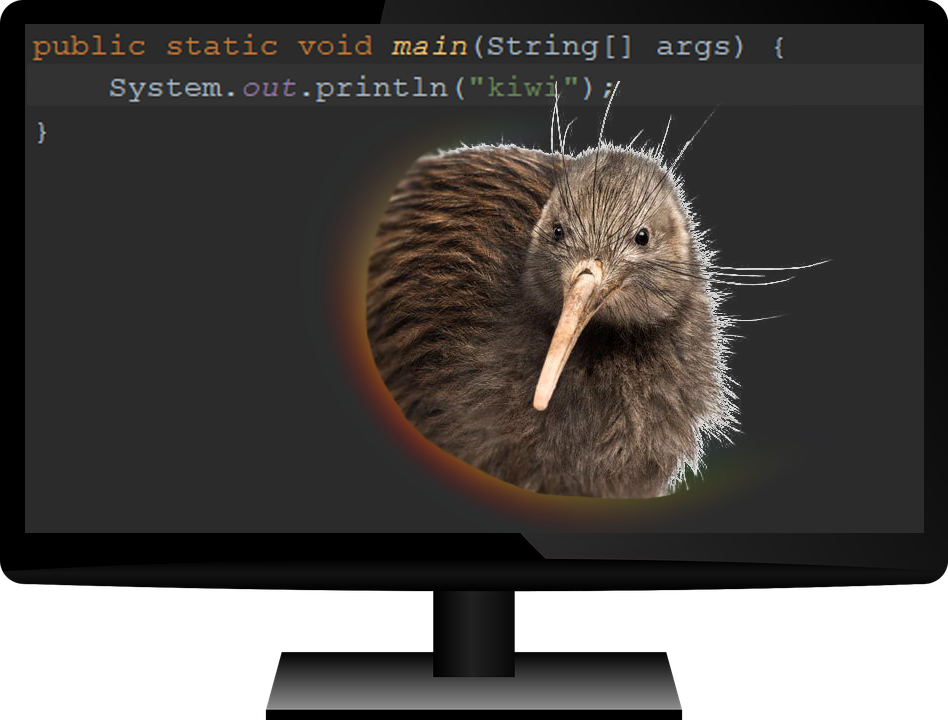 public static void main(String[] args) {
    System.out.println("kiwi");
}